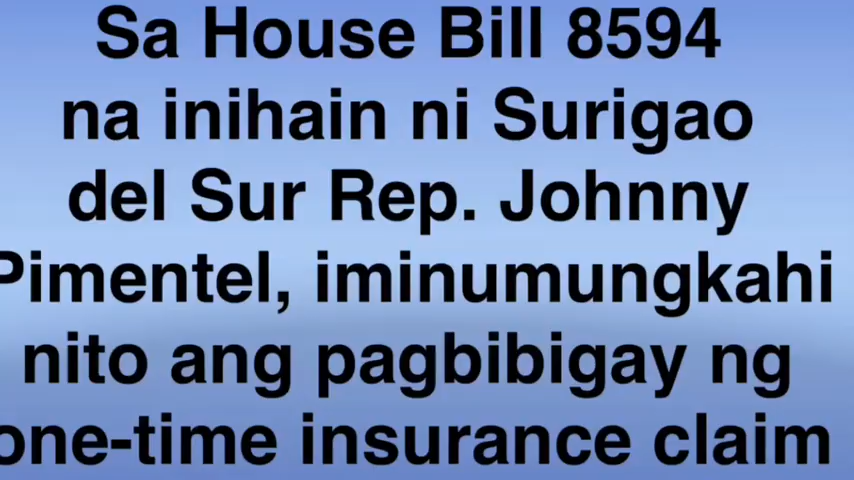 Sa House Bill 8594
na inihain ni Surigao
del Sur Rep. Johnny
Pimentel, iminumungkahi
nito ang pagbibigay ng
one-time insurance claim